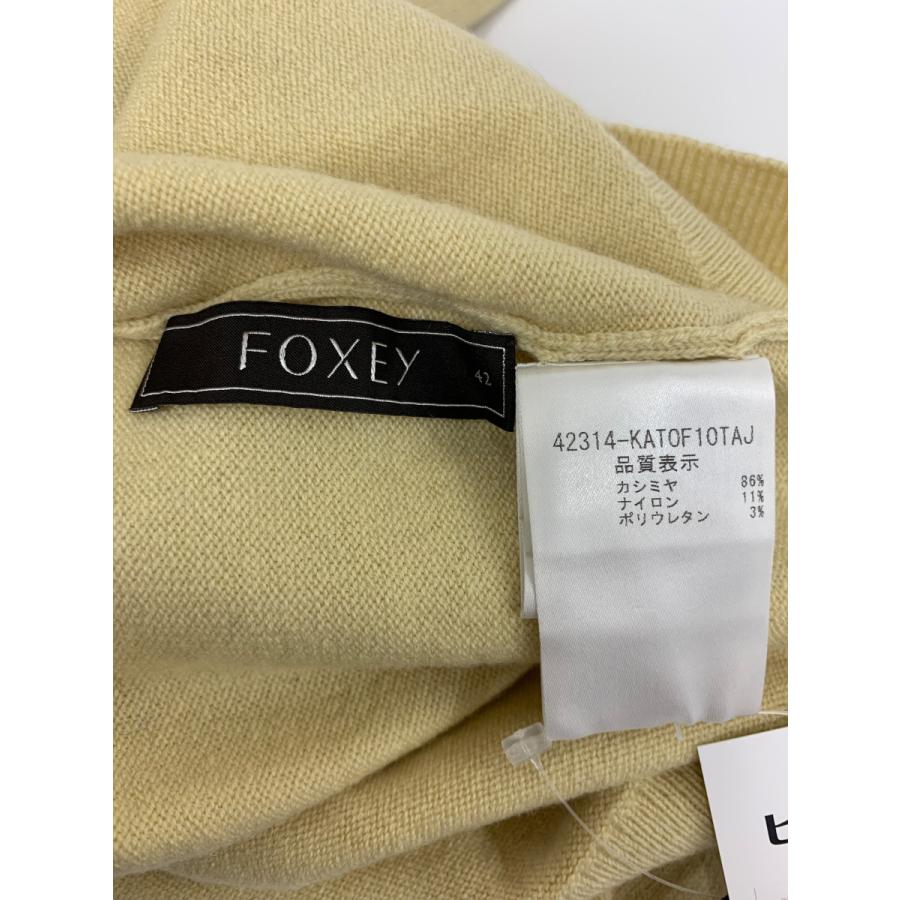 FOXEY
42
42314-KAT0F10TAJ
品質表示
カシミヤ 86%
ナイロン 11%
ポリウレタン 3%